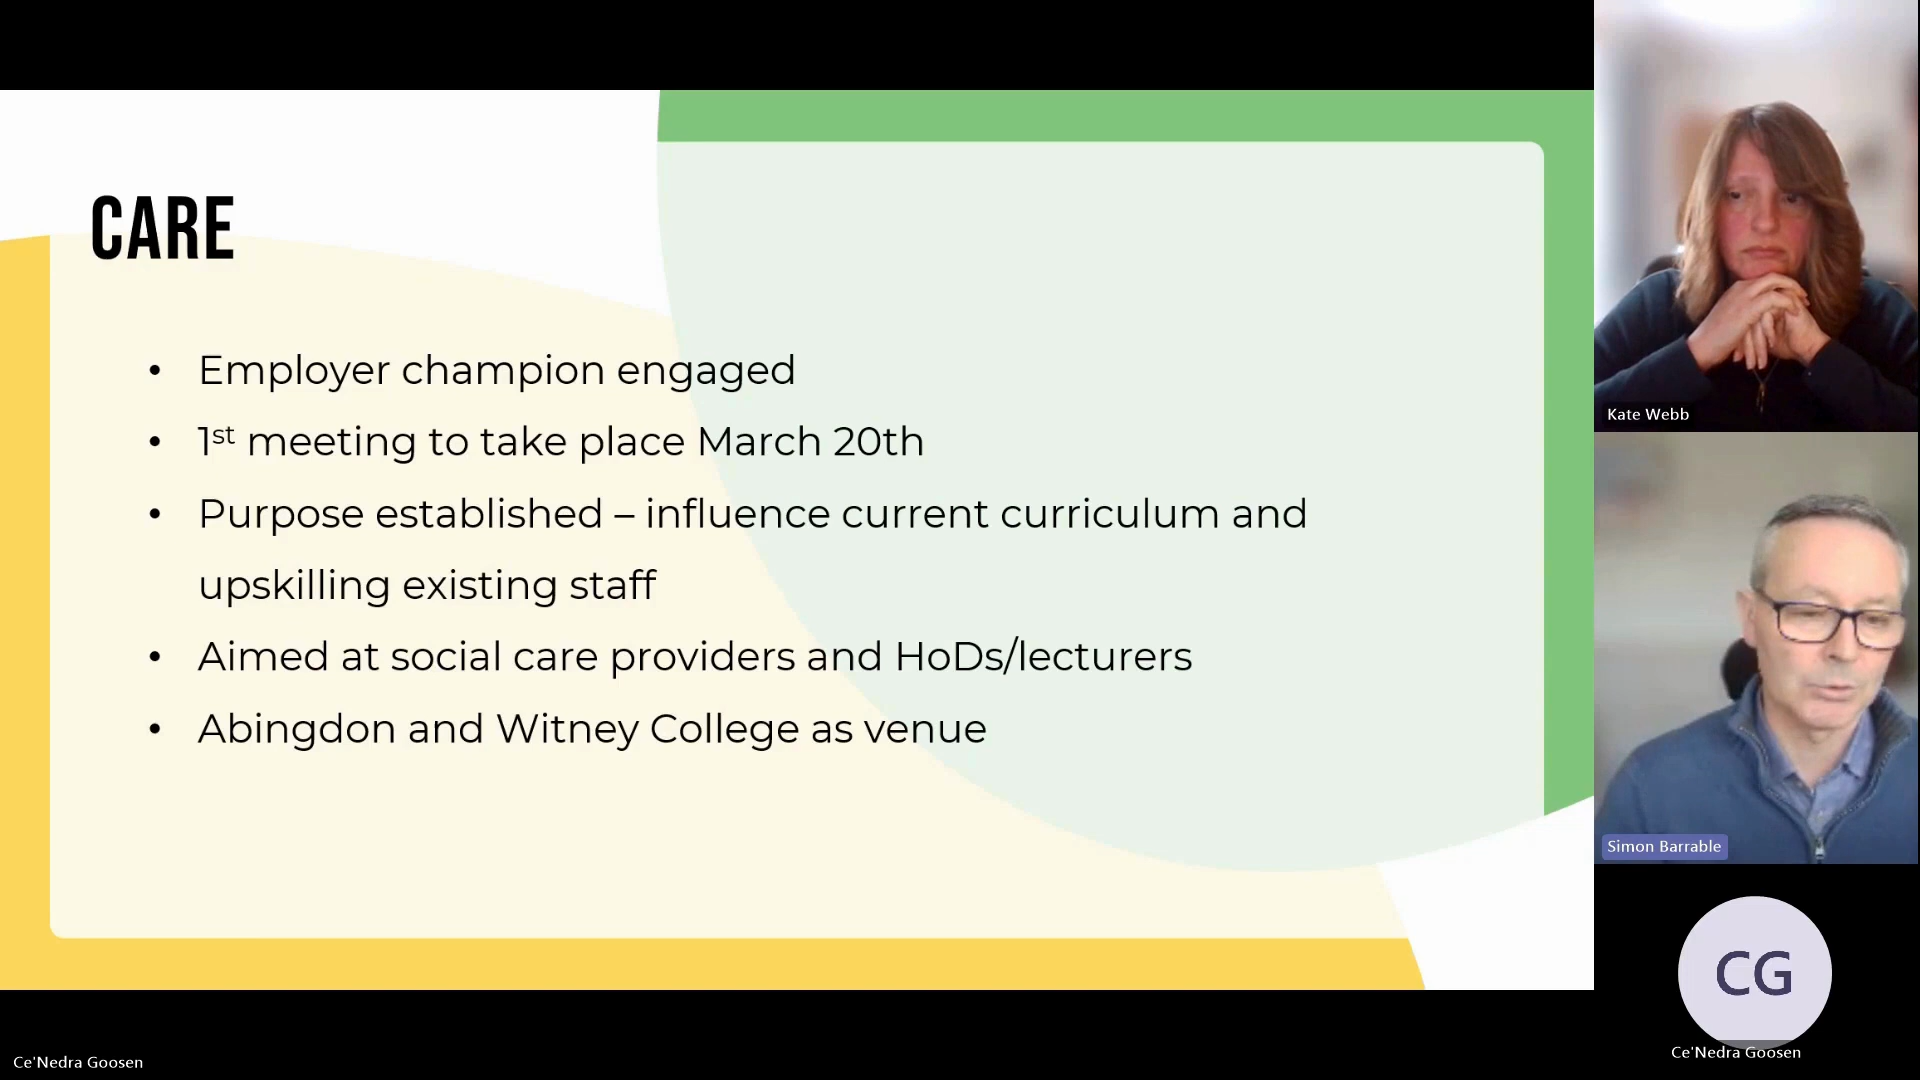 CARE
• Employer champion engaged
• 1st meeting to take place March 20th
• Purpose established – influence current curriculum and
upskilling existing staff
• Aimed at social care providers and HoDs/lecturers
• Abingdon and Witney College as venue
Kate Webb
Simon Barrable
CG
Ce'Nedra Goosen
Ce'Nedra Goosen